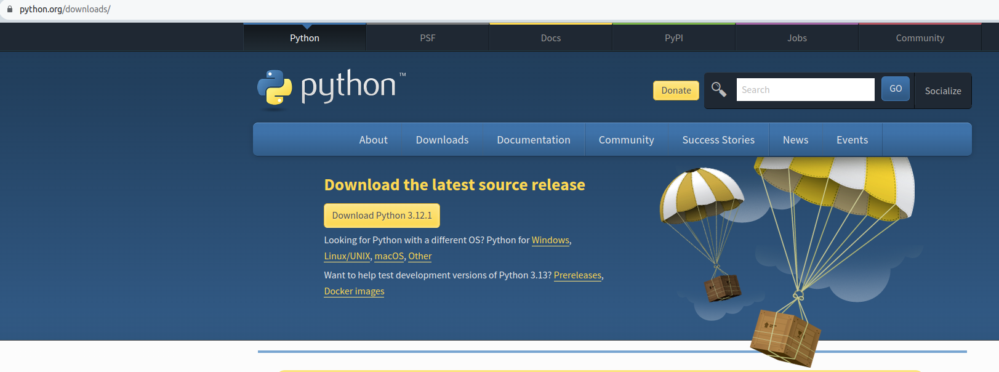 python.org/downloads/
Python PSF Docs PyPI Jobs Community
python™
Donate Search GO Socialize
About Downloads Documentation Community Success Stories News Events
Download the latest source release
Download Python 3.12.1
Looking for Python with a different OS? Python for Windows,
Linux/UNIX, macOS, Other
Want to help test development versions of Python 3.13? Prereleases,
Docker images